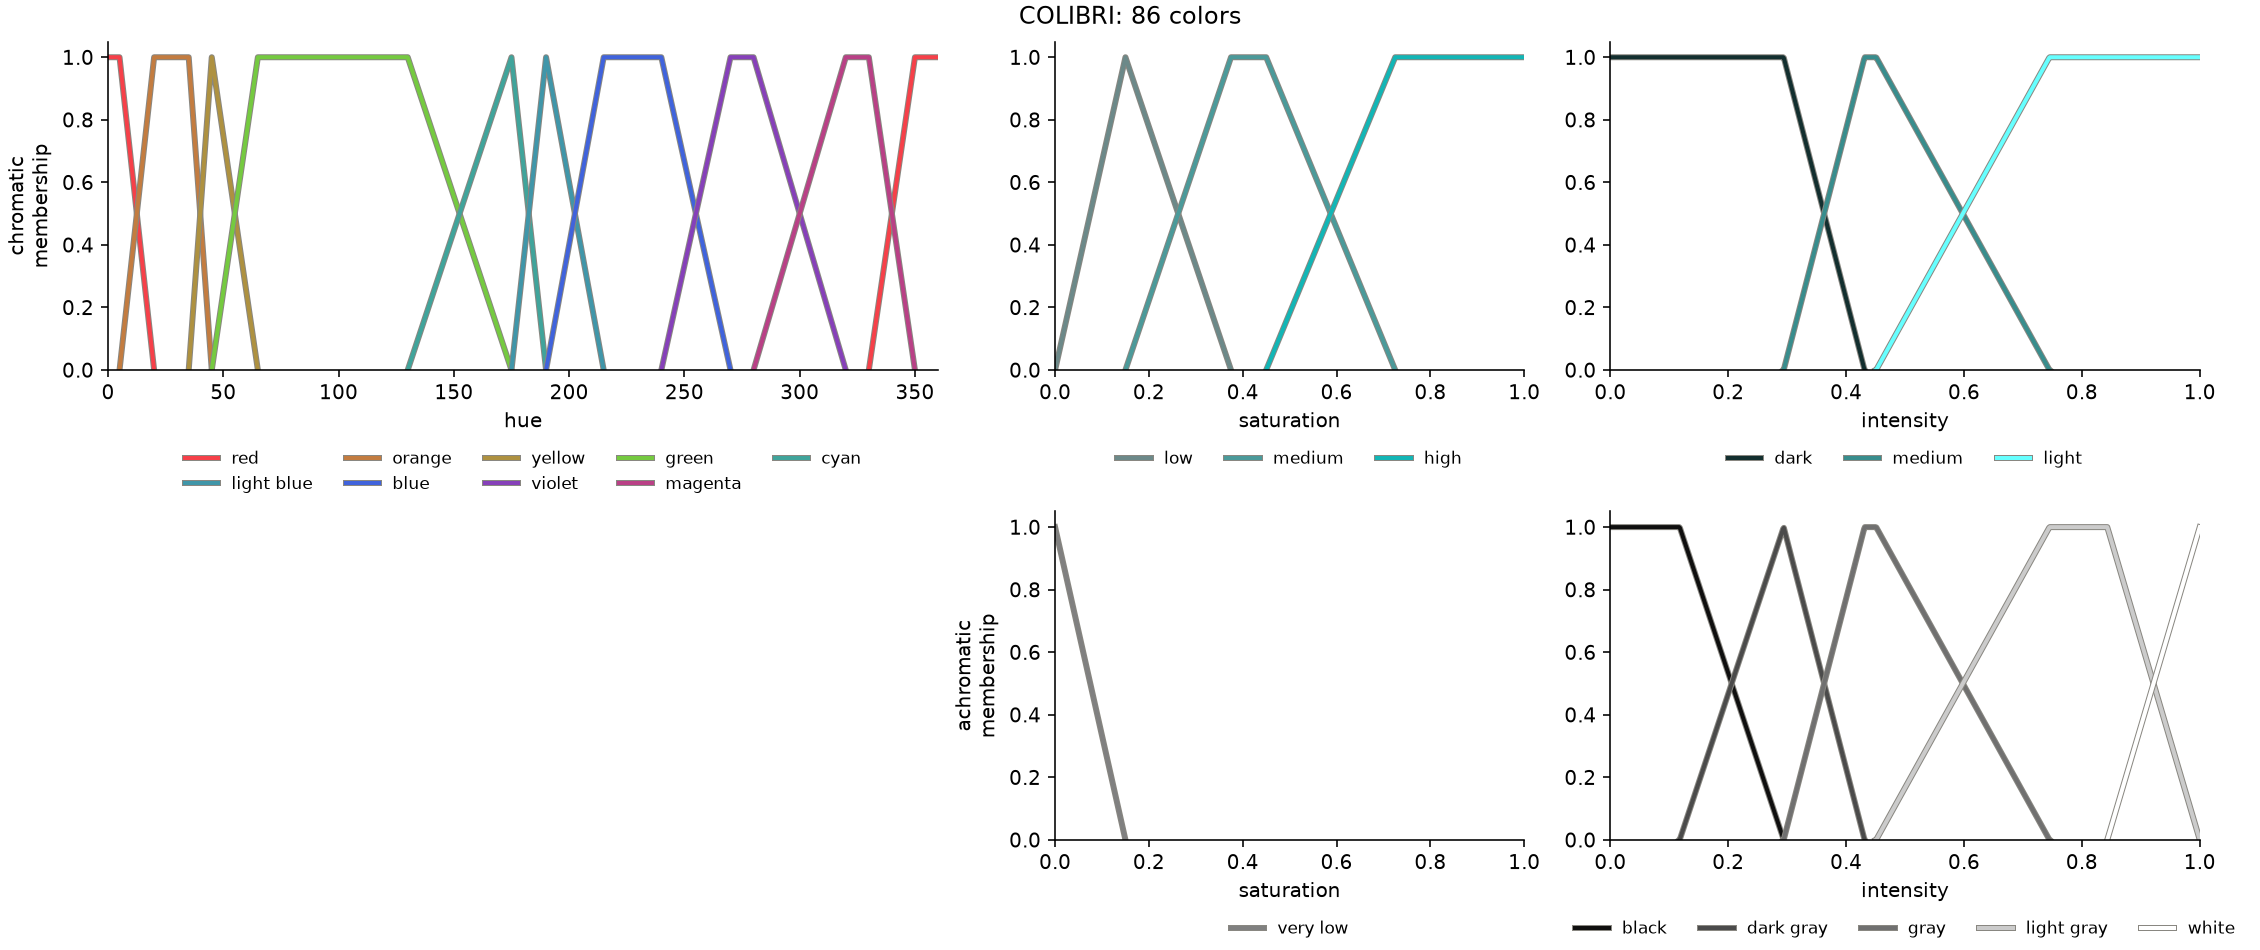 COLIBRI: 86 colors
chromatic
membership
1.0
0.8
0.6
0.4
0.2
0.0
0 50 100 150 200 250 300 350
hue
red orange yellow green cyan
light blue blue violet magenta
1.0
0.8
0.6
0.4
0.2
0.0
0.0 0.2 0.4 0.6 0.8 1.0
saturation
low medium high
1.0
0.8
0.6
0.4
0.2
0.0
0.0 0.2 0.4 0.6 0.8 1.0
intensity
dark medium light
achromatic
membership
1.0
0.8
0.6
0.4
0.2
0.0
0.0 0.2 0.4 0.6 0.8 1.0
saturation
very low
1.0
0.8
0.6
0.4
0.2
0.0
0.0 0.2 0.4 0.6 0.8 1.0
intensity
black dark gray gray light gray white